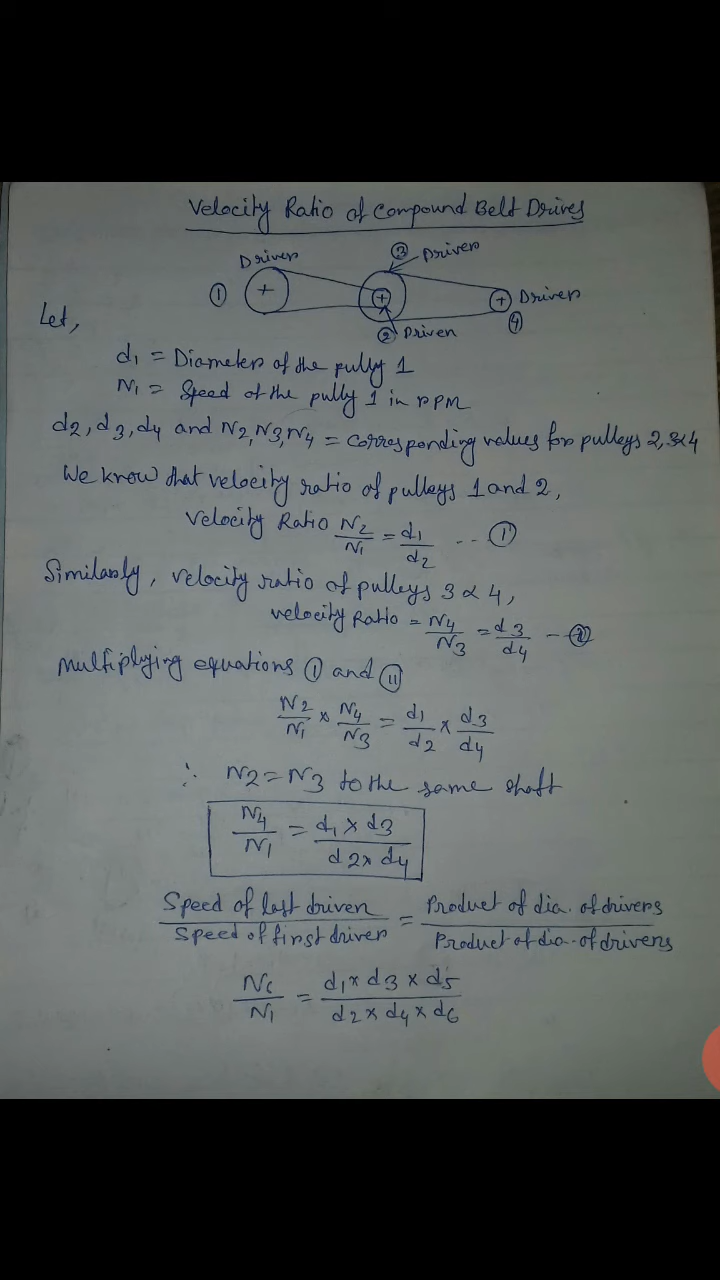 Velocity Ratio of Compound Belt Drives
Driver
③ Driver
① Driver
④
② Driven
Let,
d1 = Diameter of the pully 1
N1 = Speed of the pully 1 in RPM
d2, d3, d4 and N2, N3, N4 = Corresponding values for pulleys 2, 3 & 4
We know that velocity ratio of pulleys 1 and 2,
Velocity Ratio N2/N1 = d1/d2 -- ①
Similarly, velocity ratio of pulleys 3 & 4,
velocity Ratio = N4/N3 = d3/d4 -- ②
Multiplying equations ① and ⑪
N2/N1 × N4/N3 = d1/d2 × d3/d4
∴ N2 = N3 to the same shaft
N4/N1 = d1 × d3 / d2 × d4
Speed of last driven / Speed of first driver = Product of dia. of drivers / Product of dia. of drivens
N6/N1 = d1 × d3 × d5 / d2 × d4 × d6